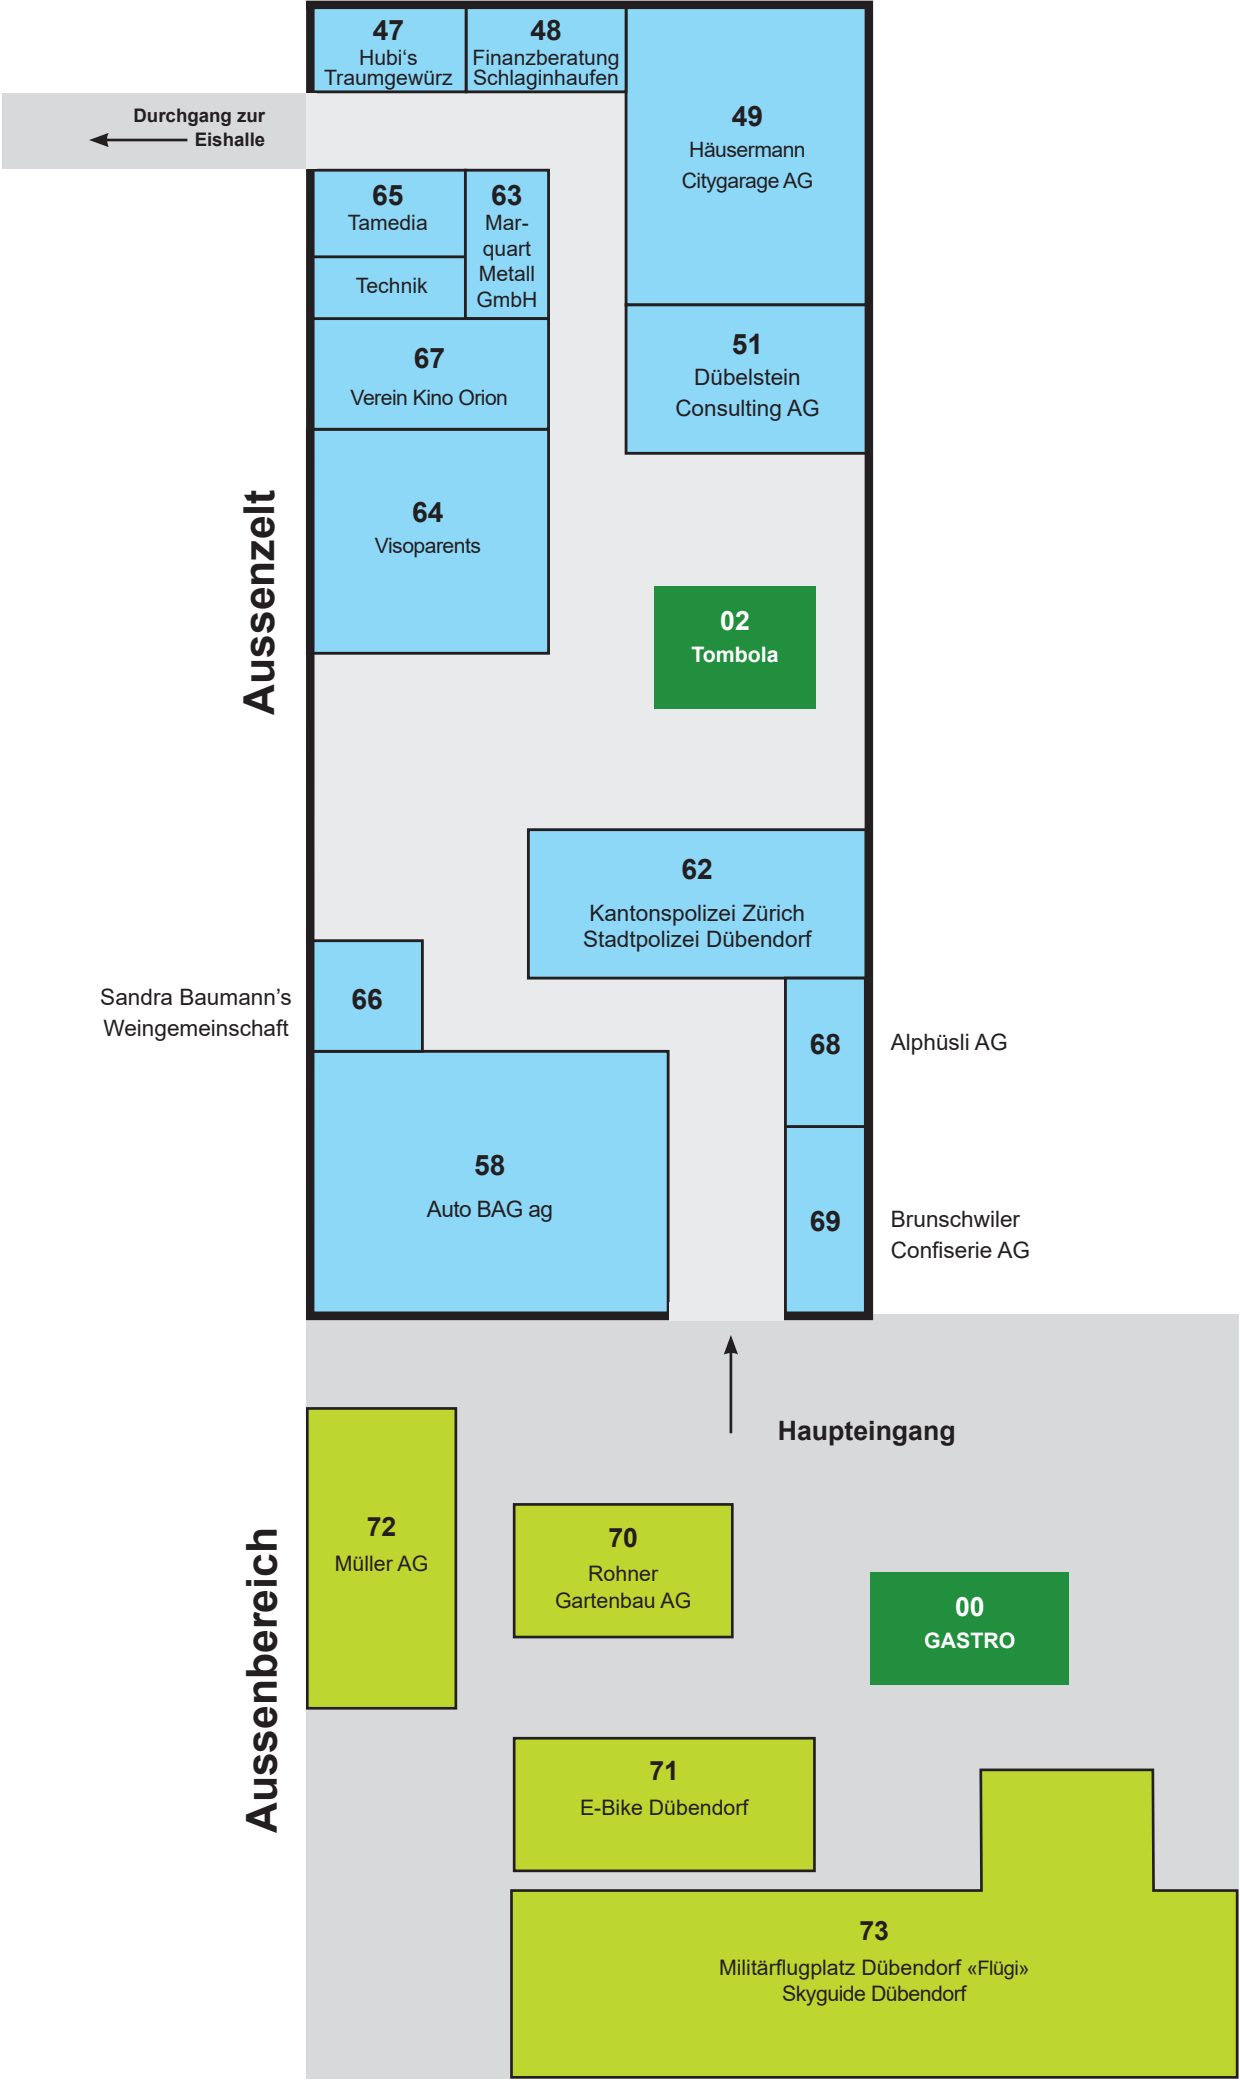 47
Hubi‘s
Traumgewürz
48
Finanzberatung
Schlaginhaufen
49
Häusermann
Citygarage AG
Durchgang zur
Eishalle
65
Tamedia
Technik
63
Mar-
quart
Metall
GmbH
67
Verein Kino Orion
51
Dübelstein
Consulting AG
64
Visoparents
Aussenzelt
02
Tombola
62
Kantonspolizei Zürich
Stadtpolizei Dübendorf
Sandra Baumann’s
Weingemeinschaft
66
68
Alphüsli AG
58
Auto BAG ag
69
Brunschwiler
Confiserie AG
Haupteingang
Aussenbereich
72
Müller AG
70
Rohner
Gartenbau AG
00
GASTRO
71
E-Bike Dübendorf
73
Militärflugplatz Dübendorf «Flügi»
Skyguide Dübendorf